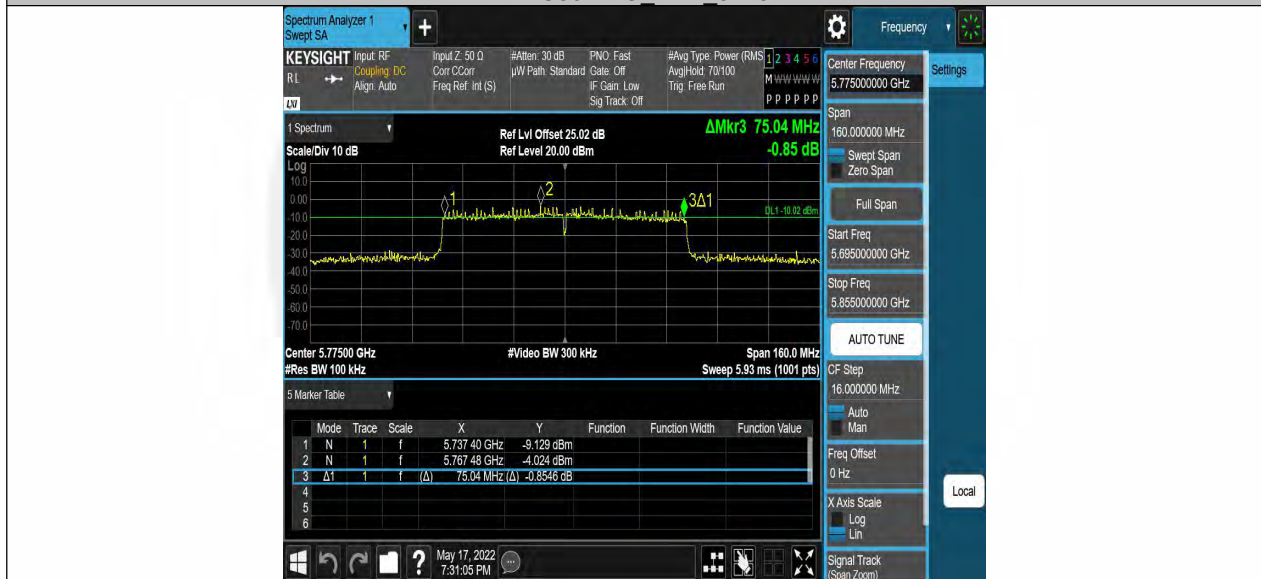 Spectrum Analyzer 1
Swept SA
+
Frequency
KEYSIGHT
RL
LXI
Input: RF
Coupling: DC
Align: Auto
Input Z: 50 Ω
Corr CCorr
Freq Ref: Int (S)
#Atten: 30 dB
µW Path: Standard
PNO: Fast
Gate: Off
IF Gain: Low
Sig Track: Off
#Avg Type: Power (RMS
Avg|Hold: 70/100
Trig: Free Run
1 2 3 4 5 6
M W W W W W
P P P P P P
1 Spectrum
Scale/Div 10 dB
Log
Ref Lvl Offset 25.02 dB
Ref Level 20.00 dBm
ΔMkr3 75.04 MHz
-0.85 dB
10.0
0.00
-10.0
-20.0
-30.0
-40.0
-50.0
-60.0
-70.0
1
2
3Δ1
DL1 -10.02 dBm
Center 5.77500 GHz
#Video BW 300 kHz
Span 160.0 MHz
#Res BW 100 kHz
Sweep 5.93 ms (1001 pts)
5 Marker Table
Mode Trace Scale X Y Function Function Width Function Value
1 N 1 f 5.737 40 GHz -9.129 dBm
2 N 1 f 5.767 48 GHz -4.024 dBm
3 Δ1 1 f (Δ) 75.04 MHz (Δ) -0.8546 dB
4
5
6
?
May 17, 2022
7:31:05 PM
Center Frequency
5.775000000 GHz
Settings
Span
160.000000 MHz
Swept Span
Zero Span
Full Span
Start Freq
5.695000000 GHz
Stop Freq
5.855000000 GHz
AUTO TUNE
CF Step
16.000000 MHz
Auto
Man
Freq Offset
0 Hz
X Axis Scale
Log
Lin
Local
Signal Track
(Span Zoom)